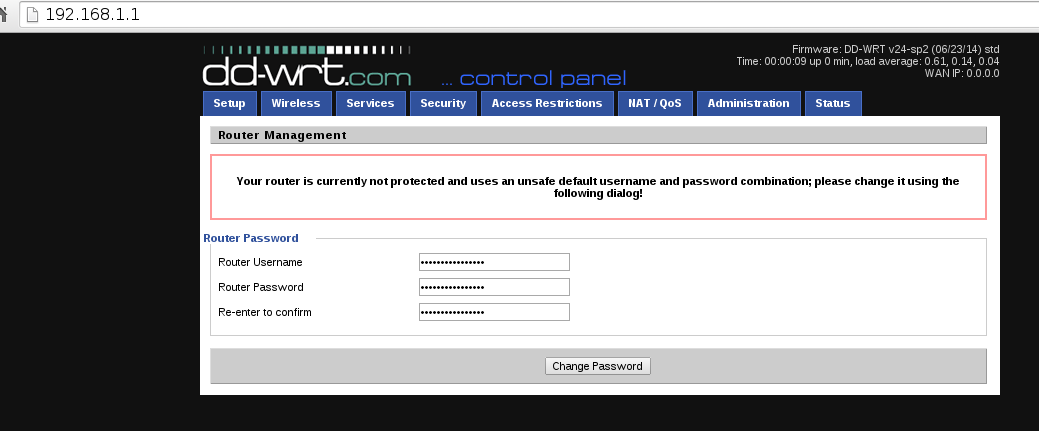 192.168.1.1
Firmware: DD-WRT v24-sp2 (06/23/14) std
Time: 00:00:09 up 0 min, load average: 0.61, 0.14, 0.04
WAN IP: 0.0.0.0
dd-wrt.com ... control panel
Setup Wireless Services Security Access Restrictions NAT / QoS Administration Status
Router Management
Your router is currently not protected and uses an unsafe default username and password combination; please change it using the
following dialog!
Router Password
Router Username ••••••••••••••••
Router Password ••••••••••••••••
Re-enter to confirm ••••••••••••••••
Change Password